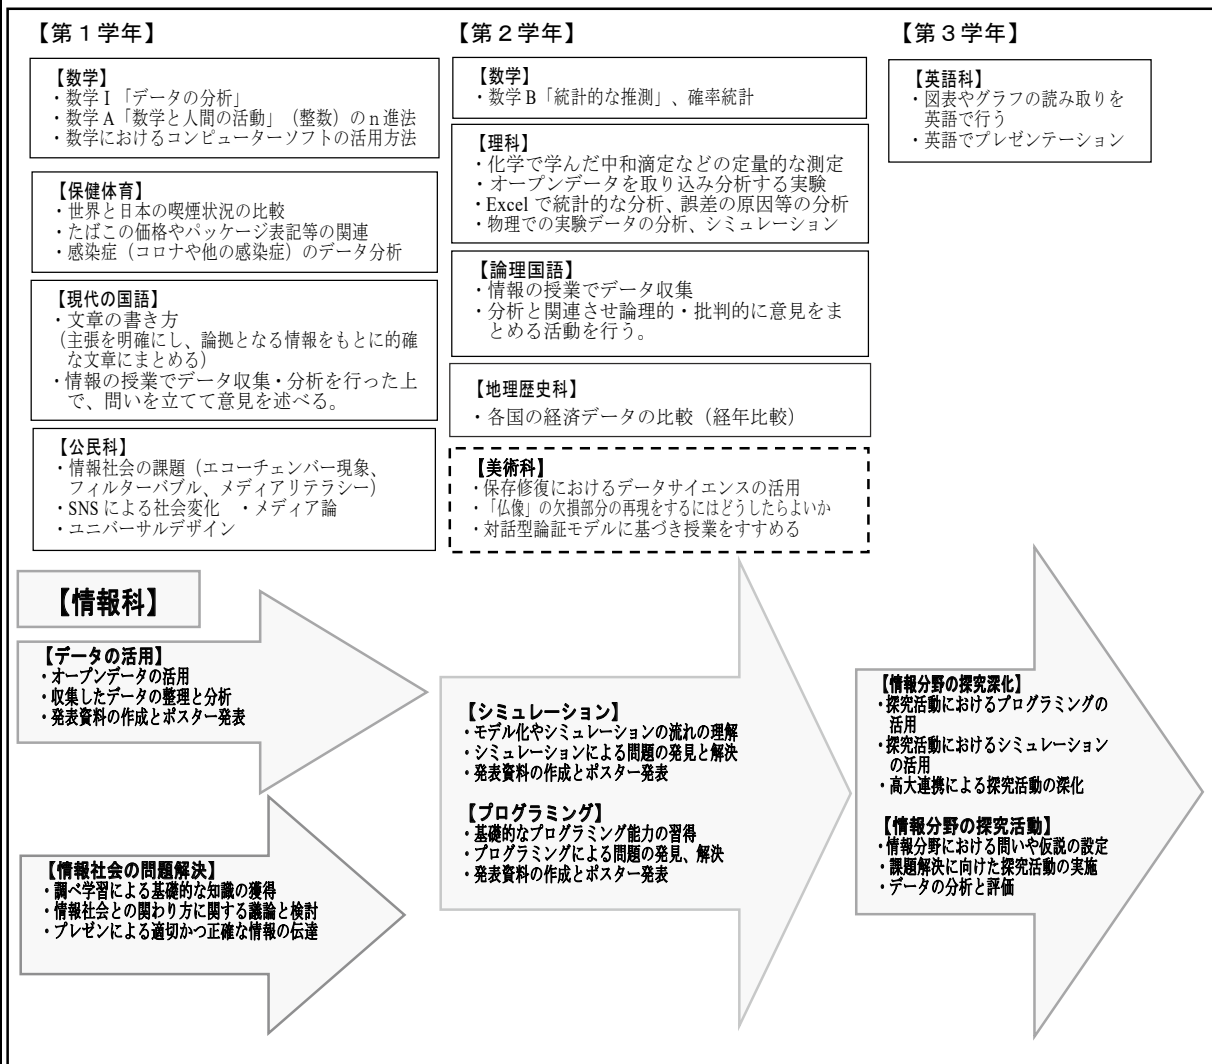 【第1学年】
【数学】
・数学Ⅰ「データの分析」
・数学A「数学と人間の活動」(整数)のn進法
・数学におけるコンピューターソフトの活用方法
【保健体育】
・世界と日本の喫煙状況の比較
・たばこの価格やパッケージ表記等の関連
・感染症(コロナや他の感染症)のデータ分析
【現代の国語】
・文章の書き方
(主張を明確にし、論拠となる情報をもとに的確
な文章にまとめる)
・情報の授業でデータ収集・分析を行った上
で、問いを立てて意見を述べる。
【公民科】
・情報社会の課題(エコーチェンバー現象、
フィルターバブル、メディアリテラシー)
・SNSによる社会変化 ・メディア論
・ユニバーサルデザイン
【第2学年】
【数学】
・数学B「統計的な推測」、確率統計
【理科】
・化学で学んだ中和滴定などの定量的な測定
・オープンデータを取り込み分析する実験
・Excelで統計的な分析、誤差の原因等の分析
・物理での実験データの分析、シミュレーション
【論理国語】
・情報の授業でデータ収集
・分析と関連させ論理的・批判的に意見をま
とめる活動を行う。
【地理歴史科】
・各国の経済データの比較(経年比較)
【美術科】
・保存修復におけるデータサイエンスの活用
・「仏像」の欠損部分の再現をするにはどうしたらよいか
・対話型論証モデルに基づき授業をすすめる
【第3学年】
【英語科】
・図表やグラフの読み取りを
英語で行う
・英語でプレゼンテーション
【情報科】
【データの活用】
・オープンデータの活用
・収集したデータの整理と分析
・発表資料の作成とポスター発表
【情報社会の問題解決】
・調べ学習による基礎的な知識の獲得
・情報社会との関わり方に関する議論と検討
・プレゼンによる適切かつ正確な情報の伝達
【シミュレーション】
・モデル化やシミュレーションの流れの理解
・シミュレーションによる問題の発見と解決
・発表資料の作成とポスター発表
【プログラミング】
・基礎的なプログラミング能力の習得
・プログラミングによる問題の発見、解決
・発表資料の作成とポスター発表
【情報分野の探究深化】
・探究活動におけるプログラミングの
活用
・探究活動におけるシミュレーション
の活用
・高大連携による探究活動の深化
【情報分野の探究活動】
・情報分野における問いや仮説の設定
・課題解決に向けた探究活動の実施
・データの分析と評価